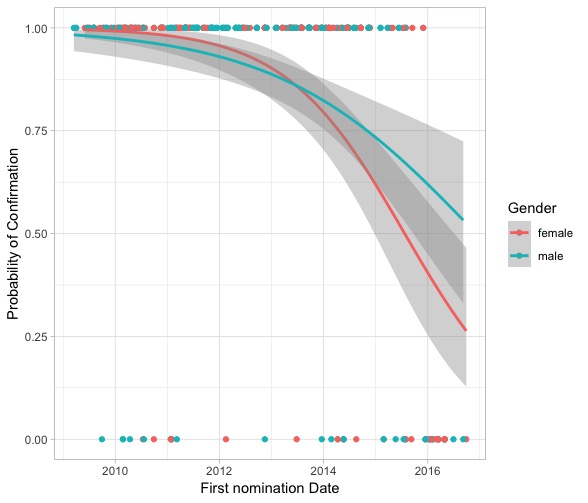 Probability of Confirmation
1.00
0.75
0.50
0.25
0.00
2010
2012
2014
2016
First nomination Date
Gender
female
male